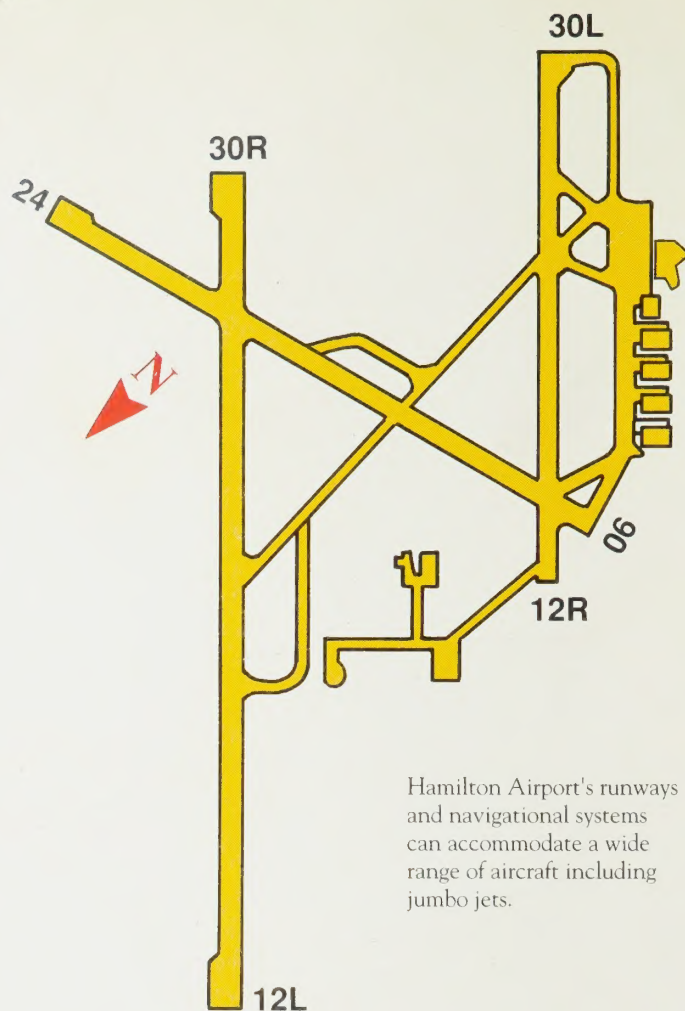 30L
30R
24
N
06
12R
Hamilton Airport's runways
and navigational systems
can accommodate a wide
range of aircraft including
jumbo jets.
12L